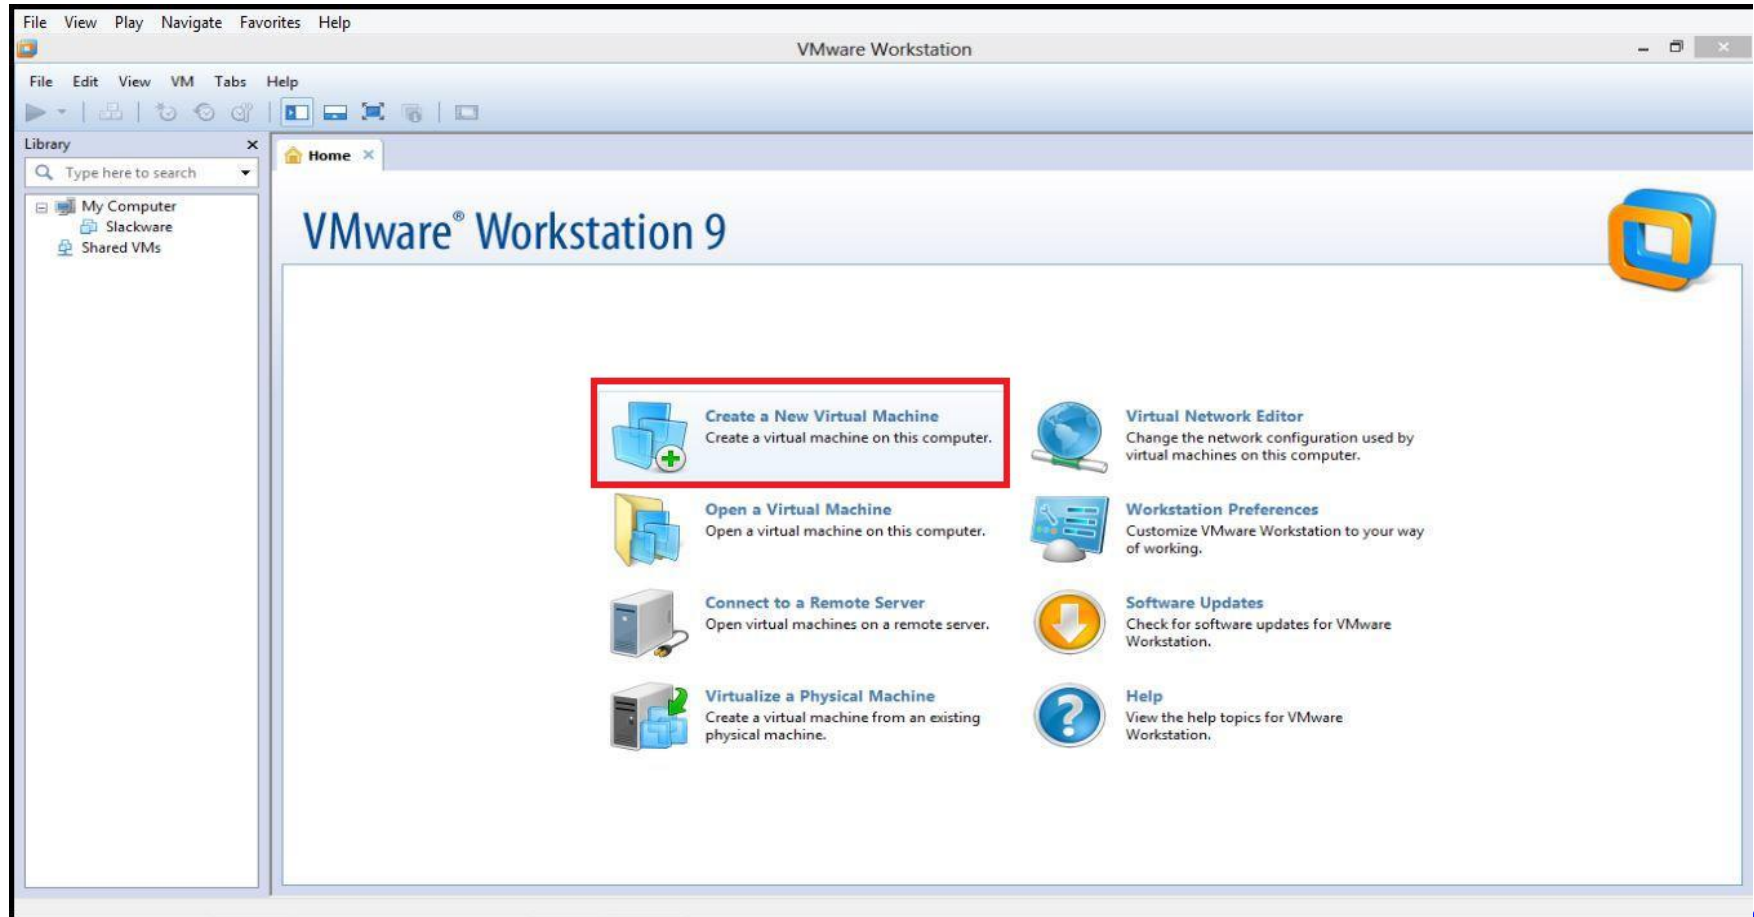 File View Play Navigate Favorites Help
VMware Workstation
File Edit View VM Tabs Help
Library
Home
Type here to search
My Computer
Slackware
Shared VMs
VMware® Workstation 9
Create a New Virtual Machine
Create a virtual machine on this computer.
Open a Virtual Machine
Open a virtual machine on this computer.
Connect to a Remote Server
Open virtual machines on a remote server.
Virtualize a Physical Machine
Create a virtual machine from an existing
physical machine.
Virtual Network Editor
Change the network configuration used by
virtual machines on this computer.
Workstation Preferences
Customize VMware Workstation to your way
of working.
Software Updates
Check for software updates for VMware
Workstation.
Help
View the help topics for VMware
Workstation.